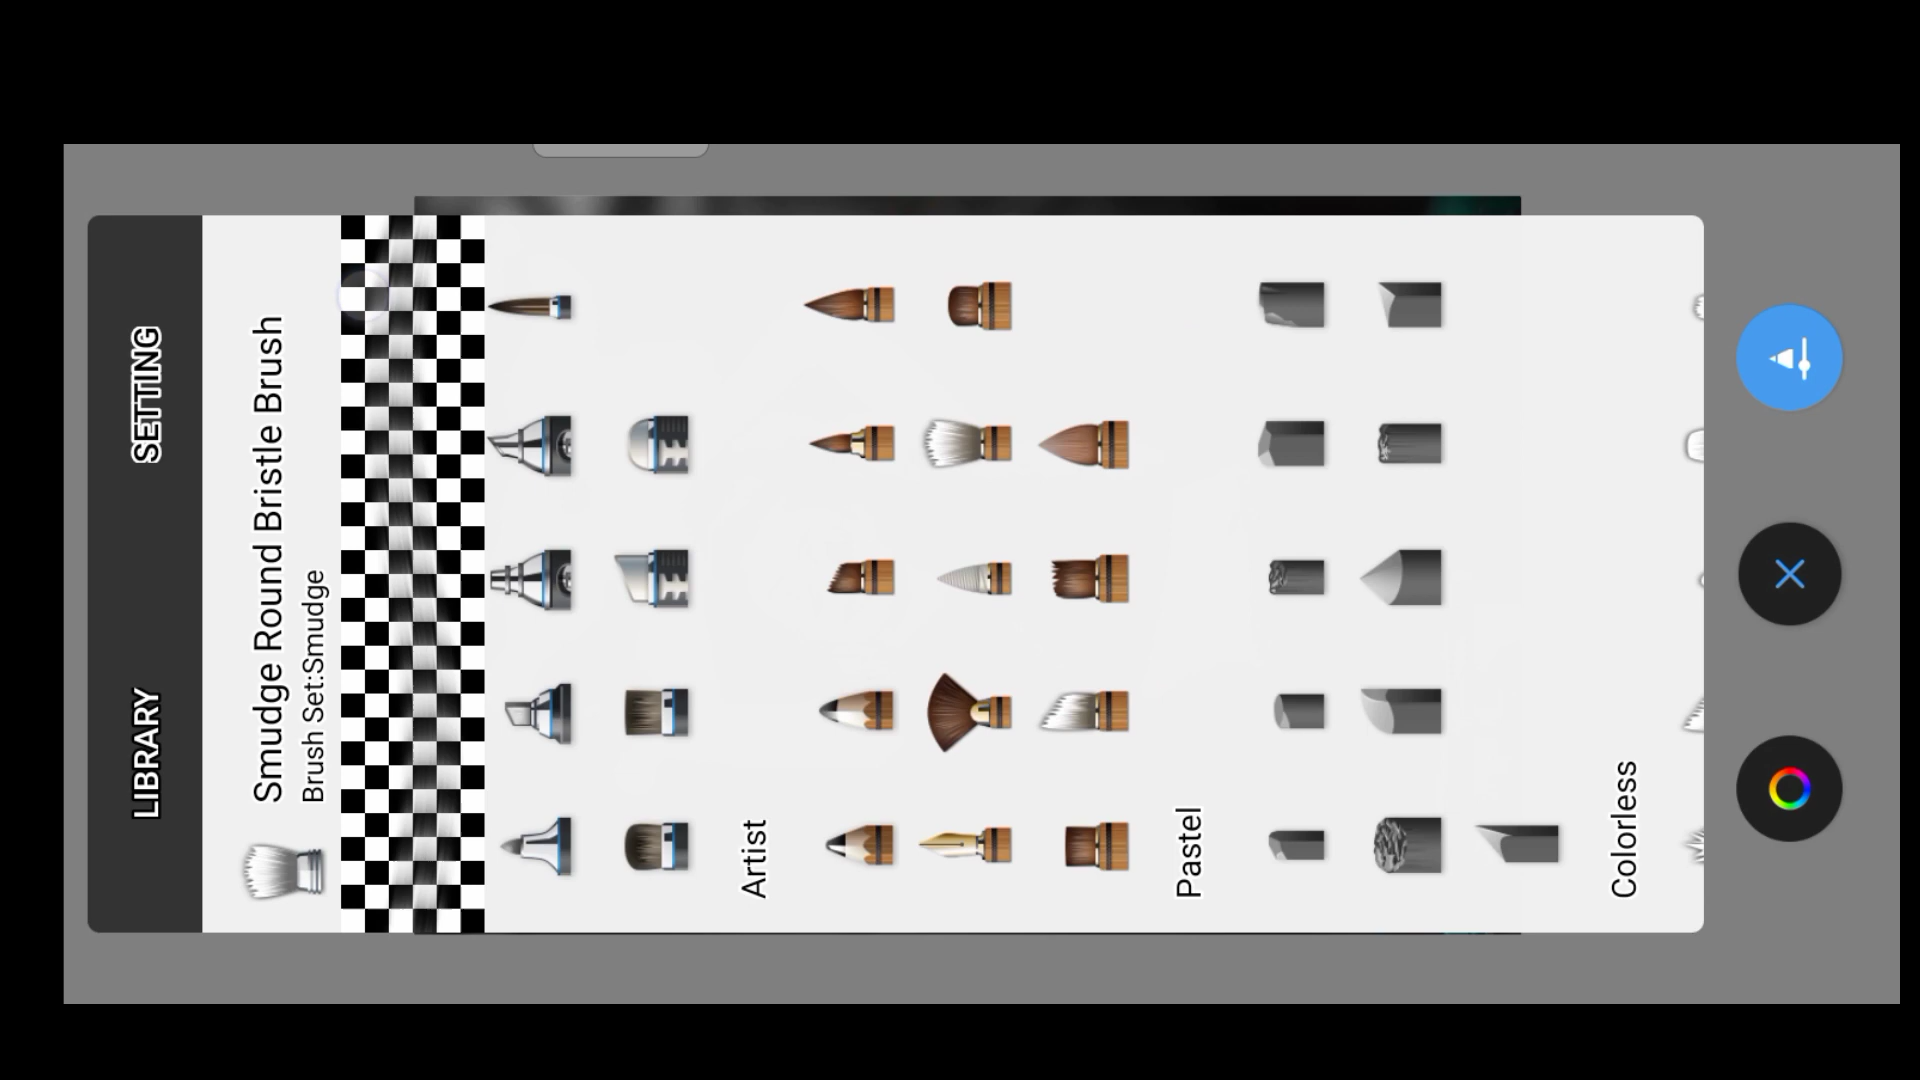 LIBRARY
SETTING
Smudge Round Bristle Brush
Brush Set:Smudge
Artist
Pastel
Colorless